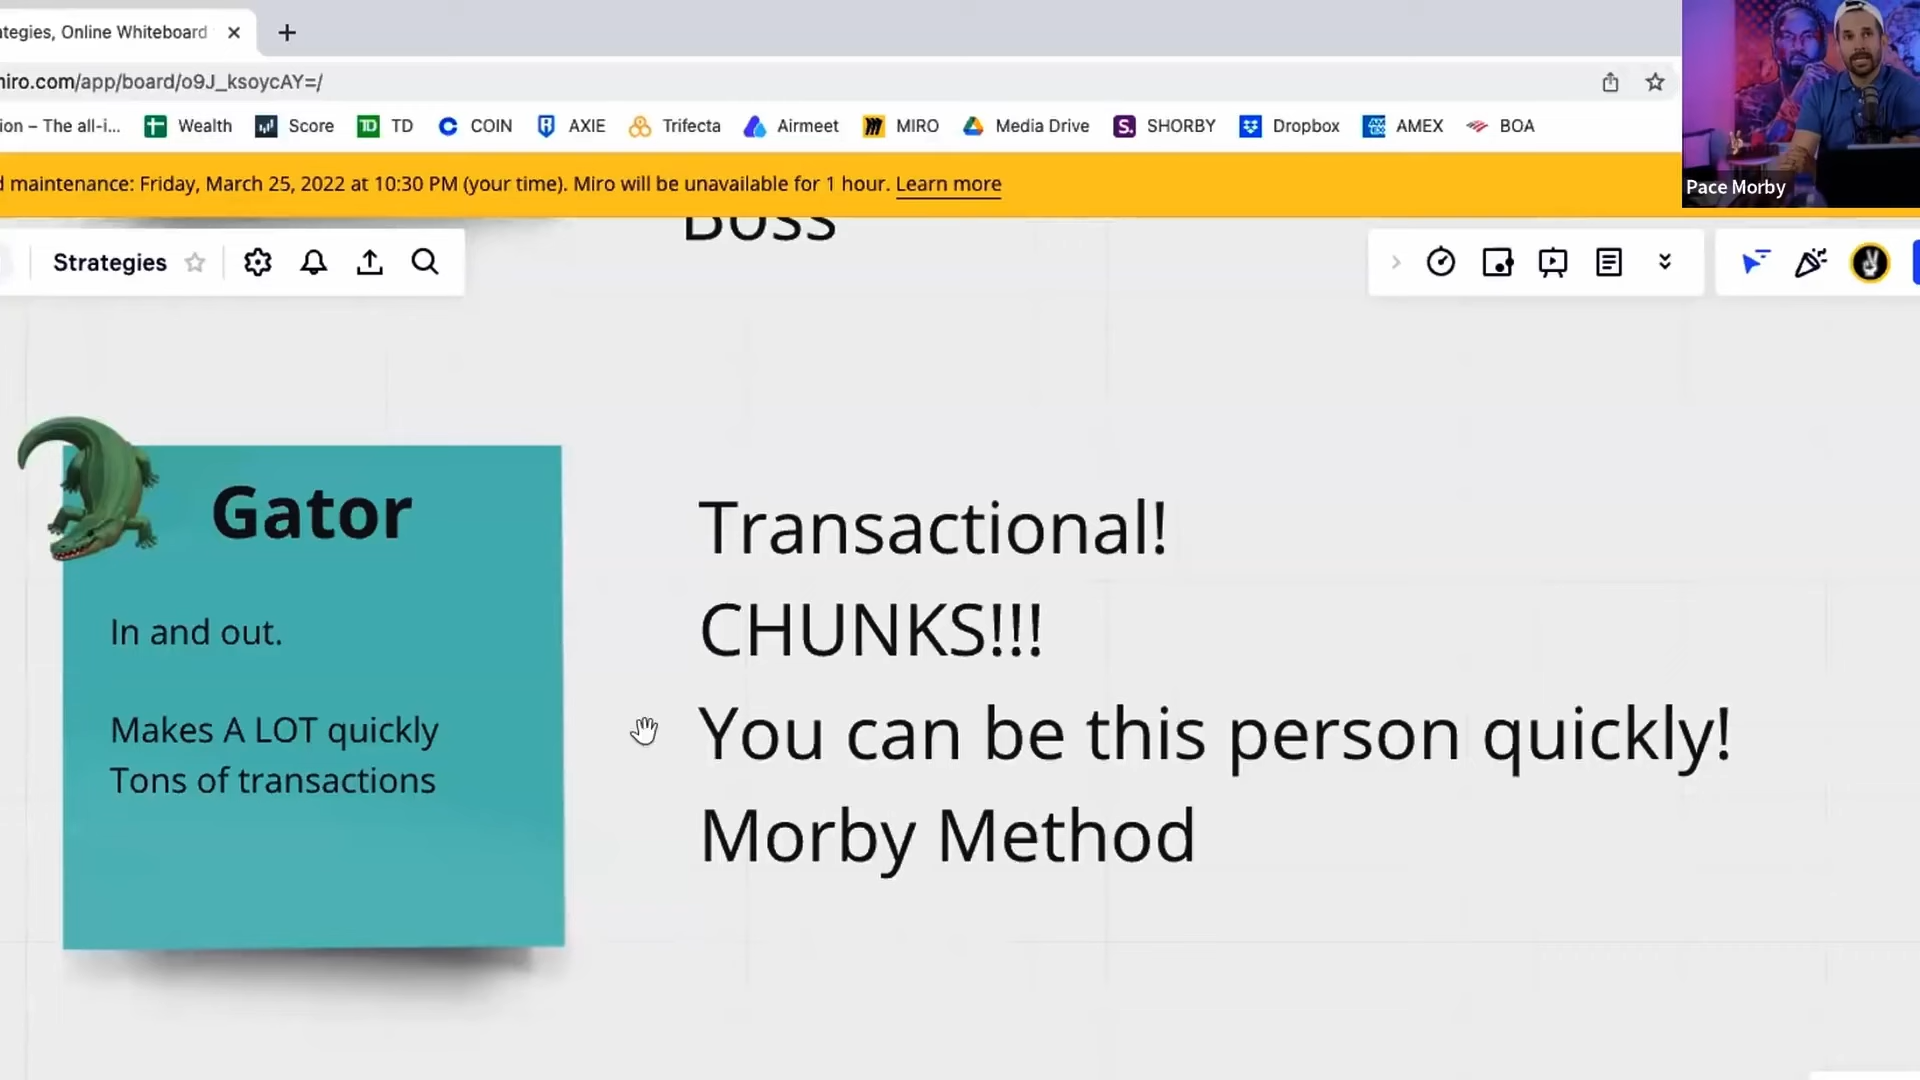 tegies, Online Whiteboard
miro.com/app/board/o9J_ksoycAY=/
ion – The all-i...
Wealth
Score
TD
TD
COIN
AXIE
Trifecta
Airmeet
MIRO
Media Drive
S.
SHORBY
Dropbox
AMEX
BOA
Pace Morby
d maintenance: Friday, March 25, 2022 at 10:30 PM (your time). Miro will be unavailable for 1 hour. Learn more
Boss
Strategies
Gator
In and out.
Makes A LOT quickly
Tons of transactions
Transactional!
CHUNKS!!!
You can be this person quickly!
Morby Method